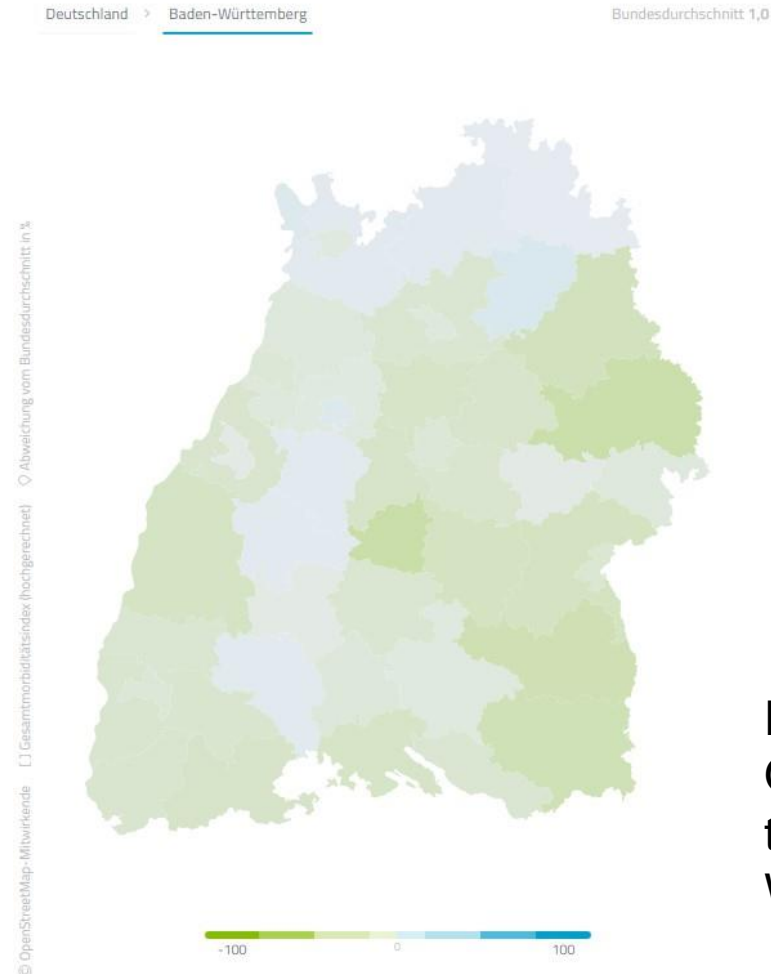 Deutschland > Baden-Württemberg
Bundesdurchschnitt 1,0
© OpenStreetMap-Mitwirkende [ ] Gesamtmorbiditätsindex (hochgerechnet) ◇ Abweichung vom Bundesdurchschnitt in %
-100 0 100